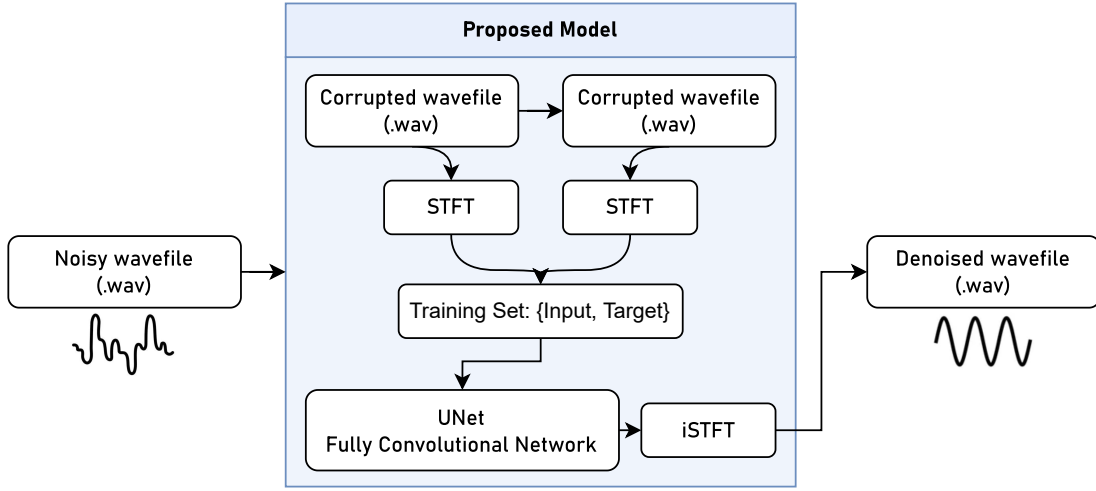 Proposed Model
Corrupted wavefile
(.wav)
Corrupted wavefile
(.wav)
STFT
STFT
Noisy wavefile
(.wav)
Training Set: {Input, Target}
UNet
Fully Convolutional Network
iSTFT
Denoised wavefile
(.wav)